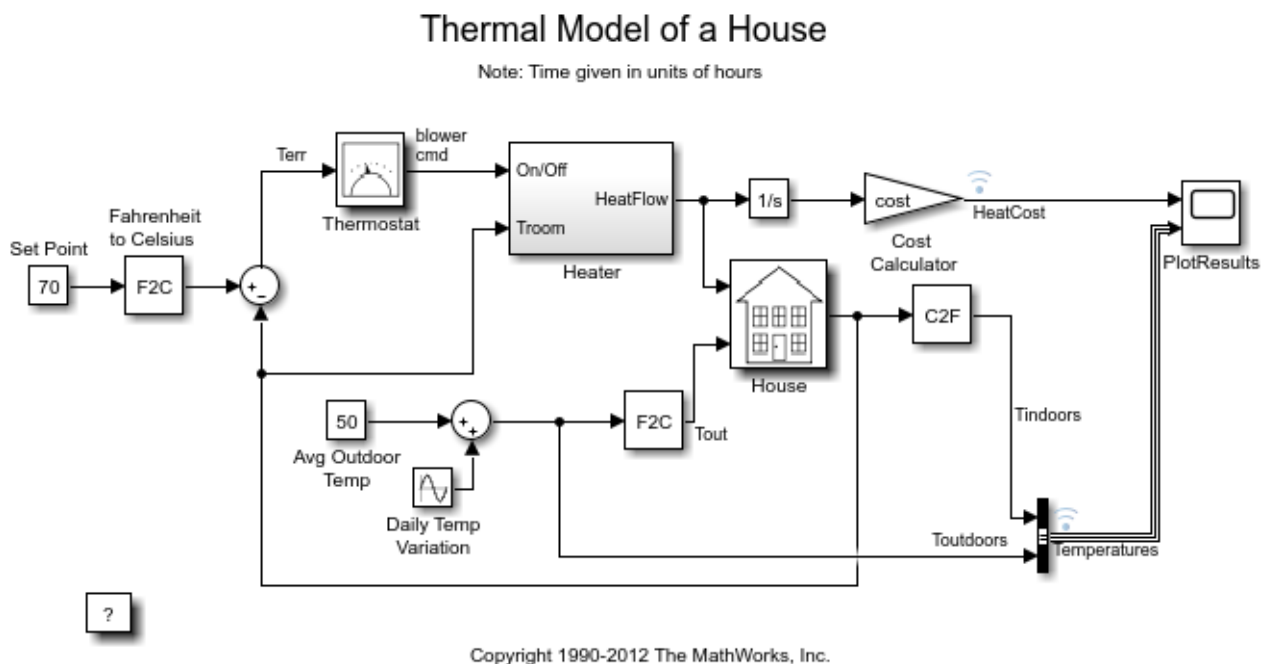 Thermal Model of a House
Note: Time given in units of hours
blower
cmd
Terr
On/Off
HeatFlow
Troom
Thermostat
Heater
1/s
cost
HeatCost
Cost
Calculator
PlotResults
Fahrenheit
to Celsius
Set Point
70
F2C
+
−
House
C2F
Tindoors
50
Avg Outdoor
Temp
+
+
F2C
Tout
Daily Temp
Variation
Toutdoors
Temperatures
?
Copyright 1990-2012 The MathWorks, Inc.